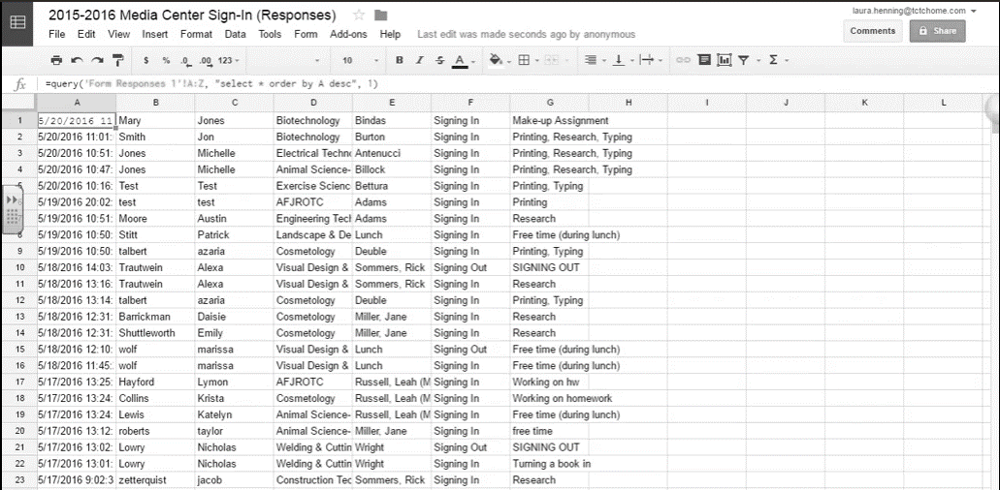 2015-2016 Media Center Sign-In (Responses)
laura.henning@tctchome.com
File Edit View Insert Format Data Tools Form Add-ons Help Last edit was made seconds ago by anonymous
Comments Share
$ % .0 .00 123 10 B I S A Σ
fx =query('Form Responses 1'!A:Z, "select * order by A desc", 1)
A B C D E F G H I J K L
1 5/20/2016 11 Mary Jones Biotechnology Bindas Signing In Make-up Assignment
2 5/20/2016 11:01: Smith Jon Biotechnology Burton Signing In Printing, Research, Typing
3 5/20/2016 10:51: Jones Michelle Electrical Techno Antenucci Signing In Printing, Research, Typing
4 5/20/2016 10:47: Jones Michelle Animal Science- Billock Signing In Printing, Research, Typing
5 5/20/2016 10:16: Test Test Exercise Scienc Bettura Signing In Printing, Typing
6 5/19/2016 20:02: test test AFJROTC Adams Signing In Printing
5/19/2016 10:51: Moore Austin Engineering Tech Adams Signing In Research
8 5/19/2016 10:50: Stitt Patrick Landscape & De Lunch Signing In Free time (during lunch)
9 5/19/2016 10:50: talbert azaria Cosmetology Deuble Signing In Printing, Typing
10 5/18/2016 14:03: Trautwein Alexa Visual Design & Sommers, Rick Signing Out SIGNING OUT
11 5/18/2016 13:16: Trautwein Alexa Visual Design & Sommers, Rick Signing In Research
12 5/18/2016 13:14: talbert azaria Cosmetology Deuble Signing In Printing, Typing
13 5/18/2016 12:31: Barrickman Daisie Cosmetology Miller, Jane Signing In Research
14 5/18/2016 12:31: Shuttleworth Emily Cosmetology Miller, Jane Signing In Research
15 5/18/2016 12:10: wolf marissa Visual Design & Lunch Signing Out Free time (during lunch)
16 5/18/2016 11:45: wolf marissa Visual Design & Lunch Signing In Free time (during lunch)
17 5/17/2016 13:25: Hayford Lymon AFJROTC Russell, Leah (M Signing In Working on hw
18 5/17/2016 13:24: Collins Krista Cosmetology Russell, Leah (M Signing In Working on homework
19 5/17/2016 13:24: Lewis Katelyn Animal Science- Russell, Leah (M Signing In Free time (during lunch)
20 5/17/2016 13:12: roberts taylor Animal Science- Miller, Jane Signing In free time
21 5/17/2016 13:02: Lowry Nicholas Welding & Cuttin Wright Signing Out SIGNING OUT
22 5/17/2016 13:01: Lowry Nicholas Welding & Cuttin Wright Signing In Turning a book in
23 5/17/2016 9:02:3 zetterquist jacob Construction Tec Sommers, Rick Signing In Research